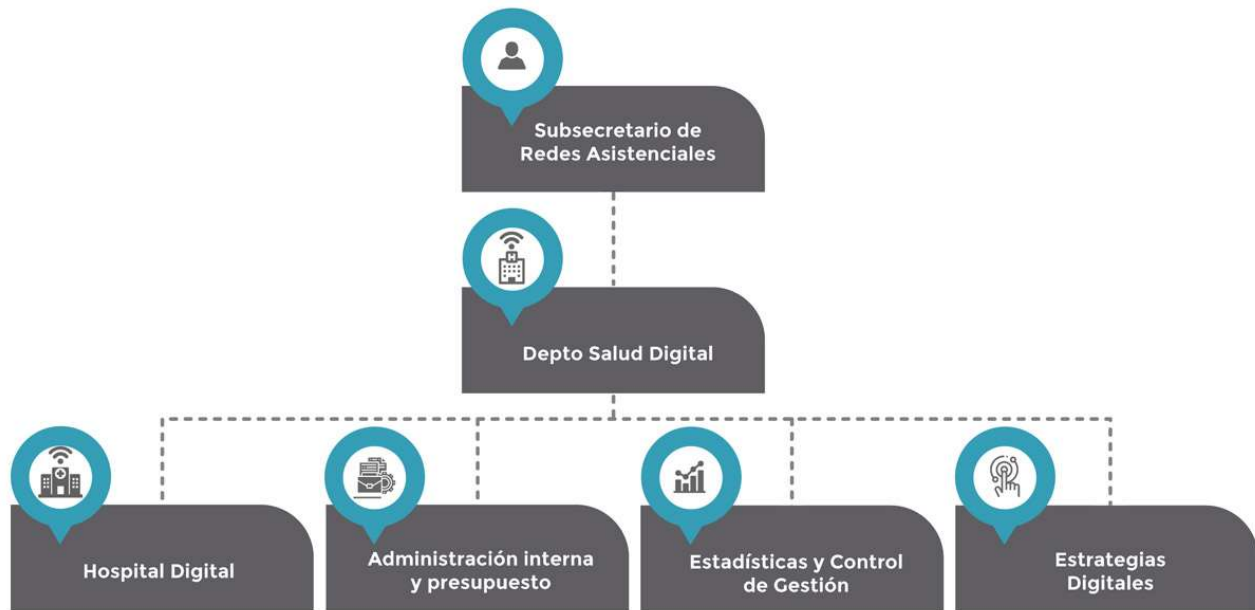 Subsecretario de
Redes Asistenciales
H
Depto Salud Digital
Hospital Digital
Administración interna
y presupuesto
Estadísticas y Control
de Gestión
Estrategias
Digitales